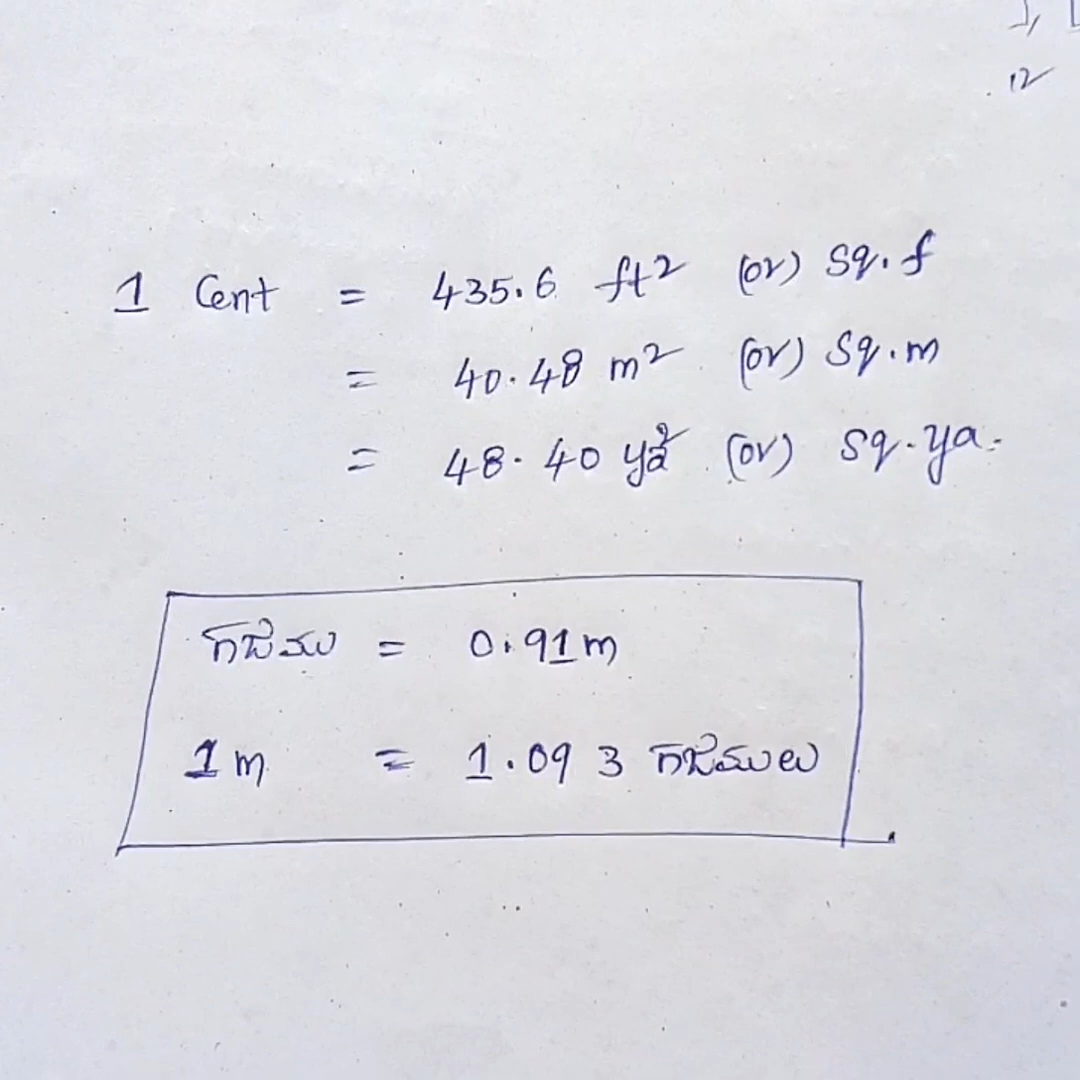 1 Cent = 435.6 ft² (or) Sq.f
= 40.48 m² (or) Sq.m
= 48.40 ya² (or) Sq.ya.
గజము = 0.91m
1m = 1.093 గజములు